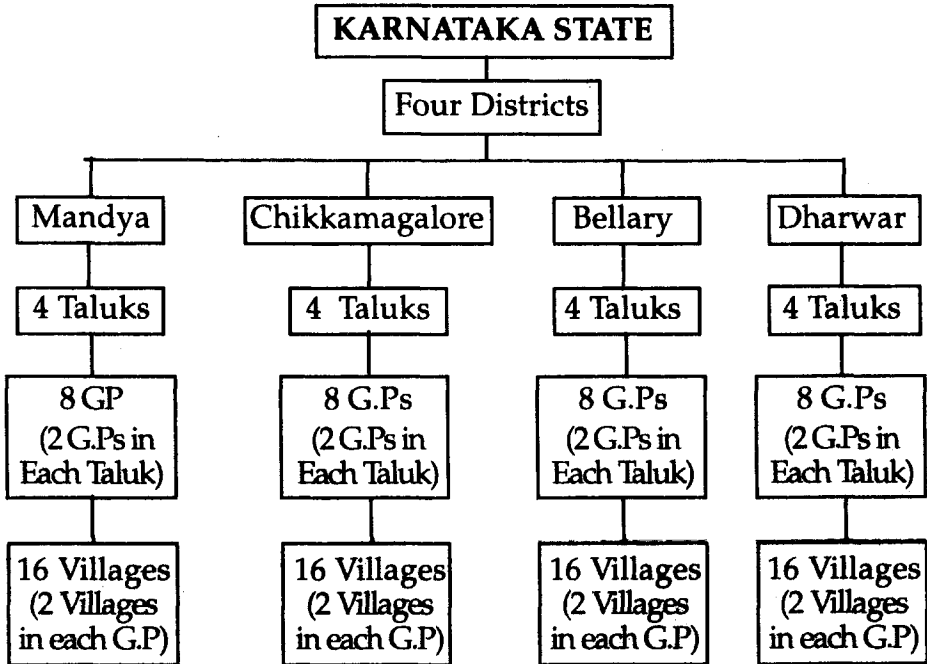 KARNATAKA STATE
Four Districts
Mandya
Chikkamagalore
Bellary
Dharwar
4 Taluks
4 Taluks
4 Taluks
4 Taluks
8 GP
(2 G.Ps in
Each Taluk)
8 G.Ps
(2 G.Ps in
Each Taluk)
8 G.Ps
(2 G.Ps in
Each Taluk)
8 G.Ps
(2 G.Ps in
Each Taluk)
16 Villages
(2 Villages
in each G.P)
16 Villages
(2 Villages
in each G.P)
16 Villages
(2 Villages
in each G.P)
16 Villages
(2 Villages
in each G.P)